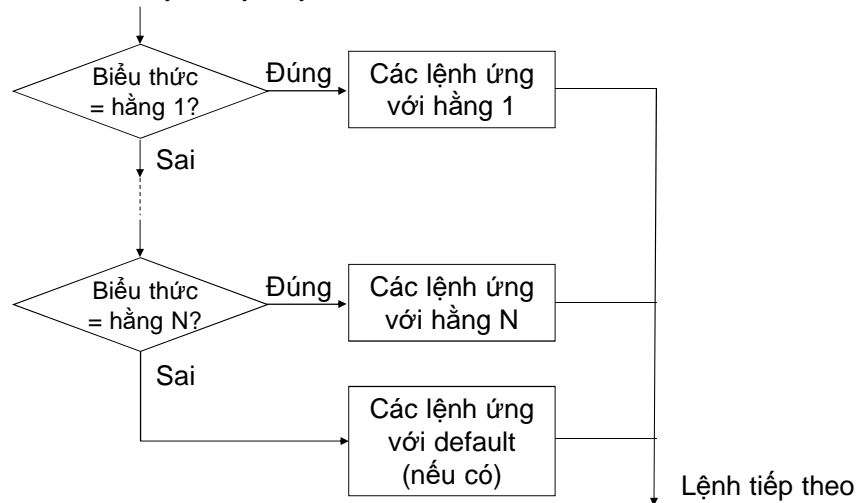 Biểu thức
= hằng 1?
Đúng
Các lệnh ứng
với hằng 1
Sai
Biểu thức
= hằng N?
Đúng
Các lệnh ứng
với hằng N
Sai
Các lệnh ứng
với default
(nếu có)
Lệnh tiếp theo